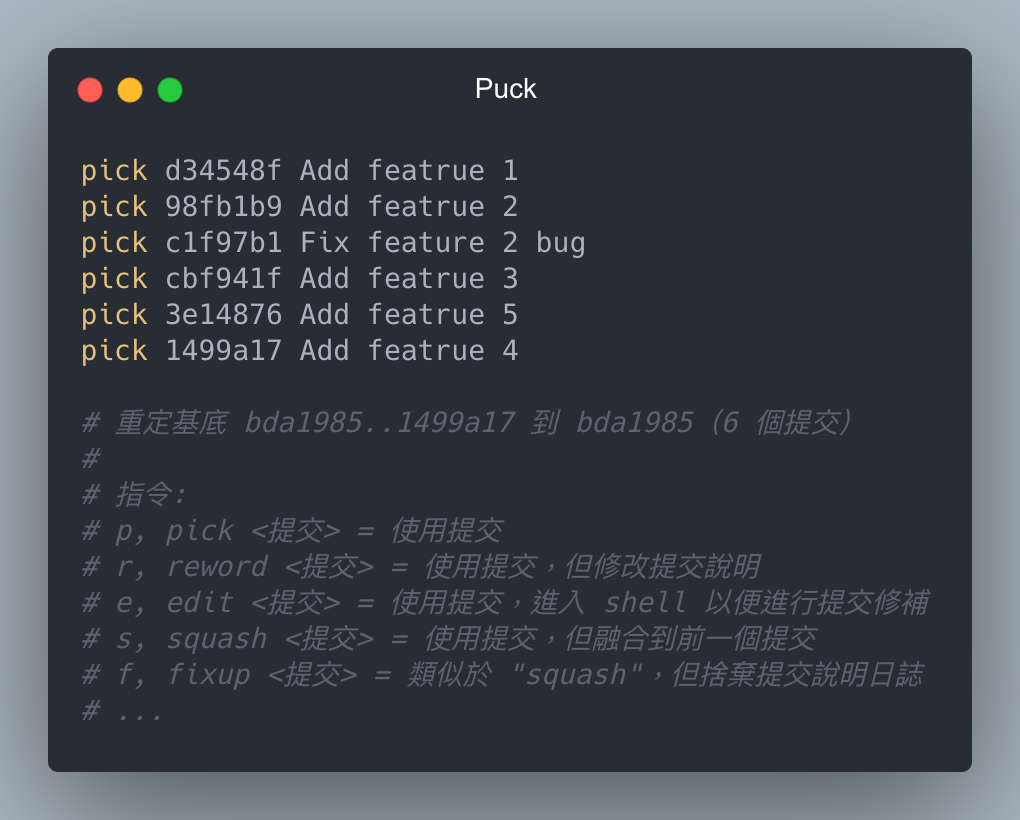 Puck
pick d34548f Add featrue 1
pick 98fb1b9 Add featrue 2
pick c1f97b1 Fix feature 2 bug
pick cbf941f Add featrue 3
pick 3e14876 Add featrue 5
pick 1499a17 Add featrue 4
# 重定基底 bda1985..1499a17 到 bda1985（6 個提交）
#
# 指令:
# p, pick <提交> = 使用提交
# r, reword <提交> = 使用提交，但修改提交說明
# e, edit <提交> = 使用提交，進入 shell 以便進行提交修補
# s, squash <提交> = 使用提交，但融合到前一個提交
# f, fixup <提交> = 類似於 "squash"，但捨棄提交說明日誌
# ...